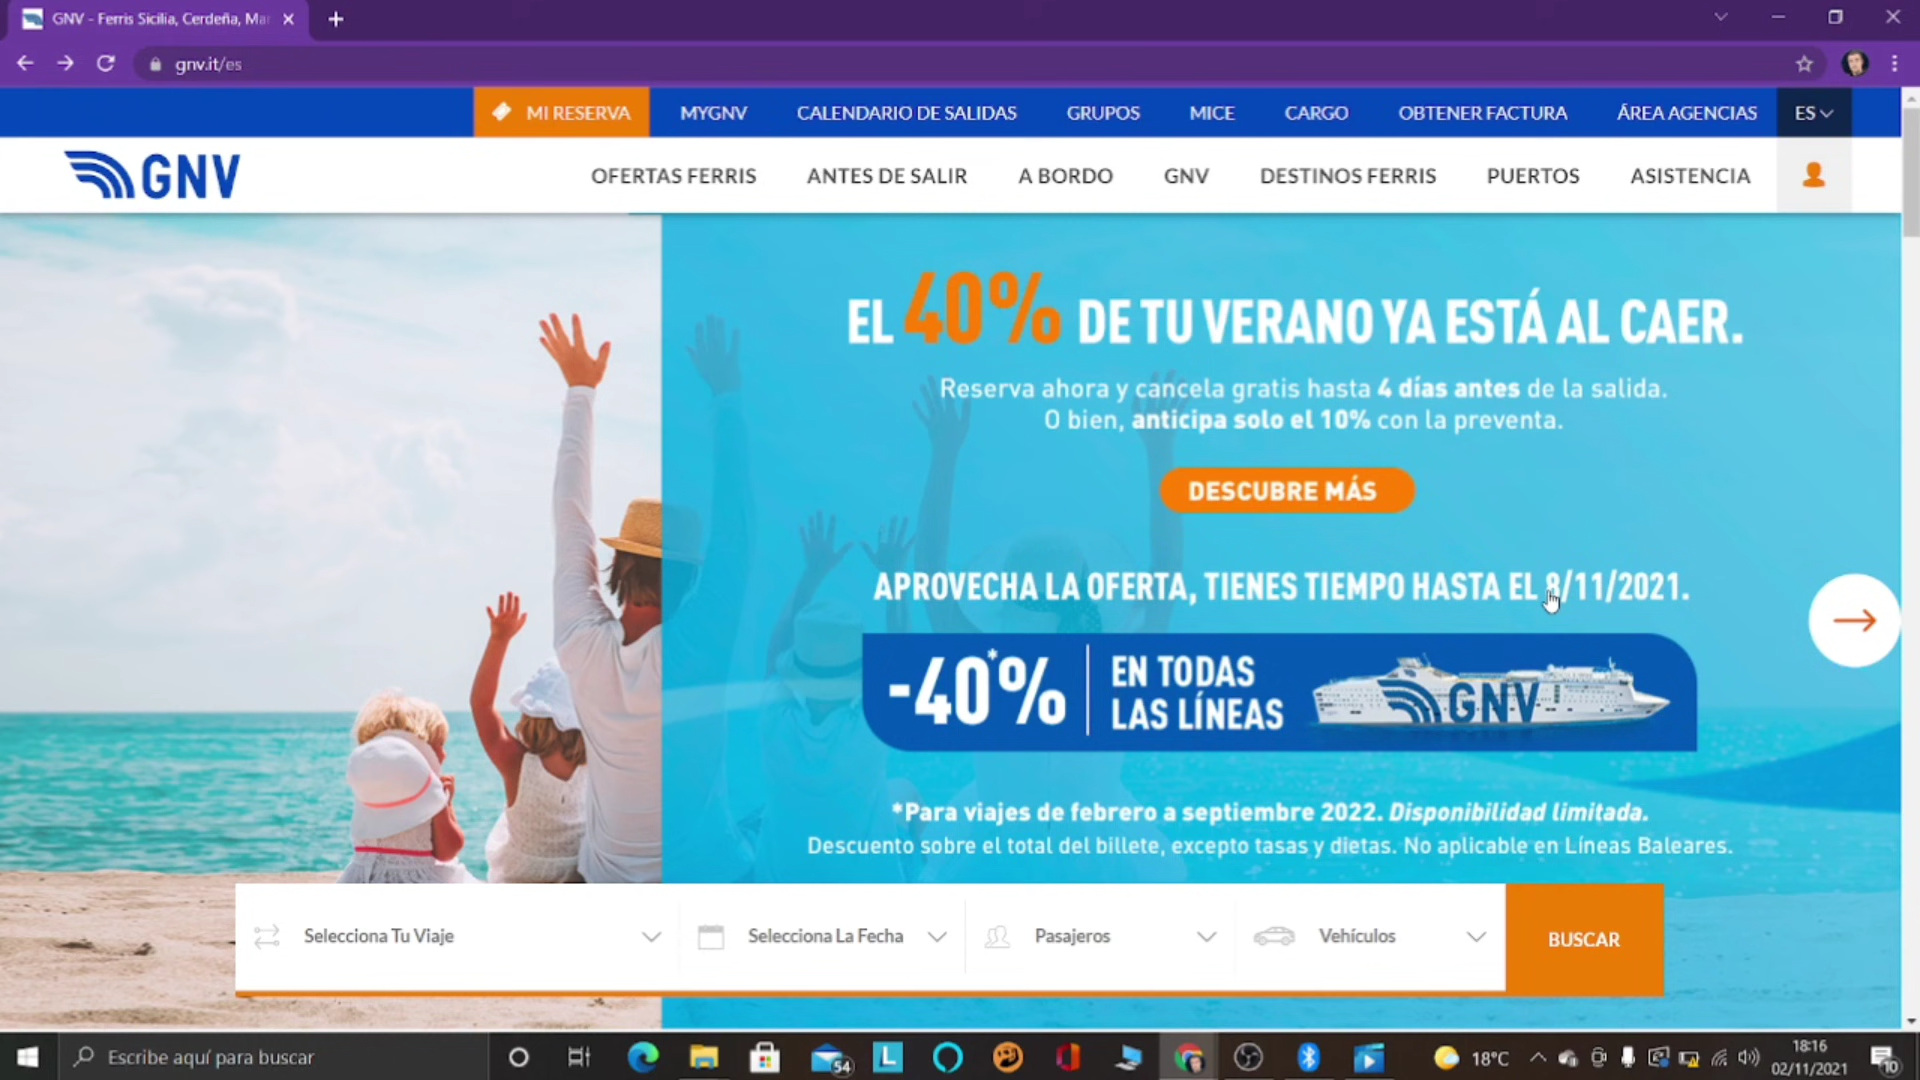 GNV - Ferris Sicilia, Cerdeña, Mar
gnv.it/es
MI RESERVA
MYGNV
CALENDARIO DE SALIDAS
GRUPOS
MICE
CARGO
OBTENER FACTURA
ÁREA AGENCIAS
ES
GNV
OFERTAS FERRIS
ANTES DE SALIR
A BORDO
GNV
DESTINOS FERRIS
PUERTOS
ASISTENCIA
EL 40% DE TU VERANO YA ESTÁ AL CAER.
Reserva ahora y cancela gratis hasta 4 días antes de la salida.
O bien, anticipa solo el 10% con la preventa.
DESCUBRE MÁS
APROVECHA LA OFERTA, TIENES TIEMPO HASTA EL 8/11/2021.
-40*%
EN TODAS
LAS LÍNEAS
GNV
*Para viajes de febrero a septiembre 2022. Disponibilidad limitada.
Descuento sobre el total del billete, excepto tasas y dietas. No aplicable en Líneas Baleares.
Selecciona Tu Viaje
Selecciona La Fecha
Pasajeros
Vehículos
BUSCAR
Escribe aquí para buscar
54
L
18°C
18:16
02/11/2021
10